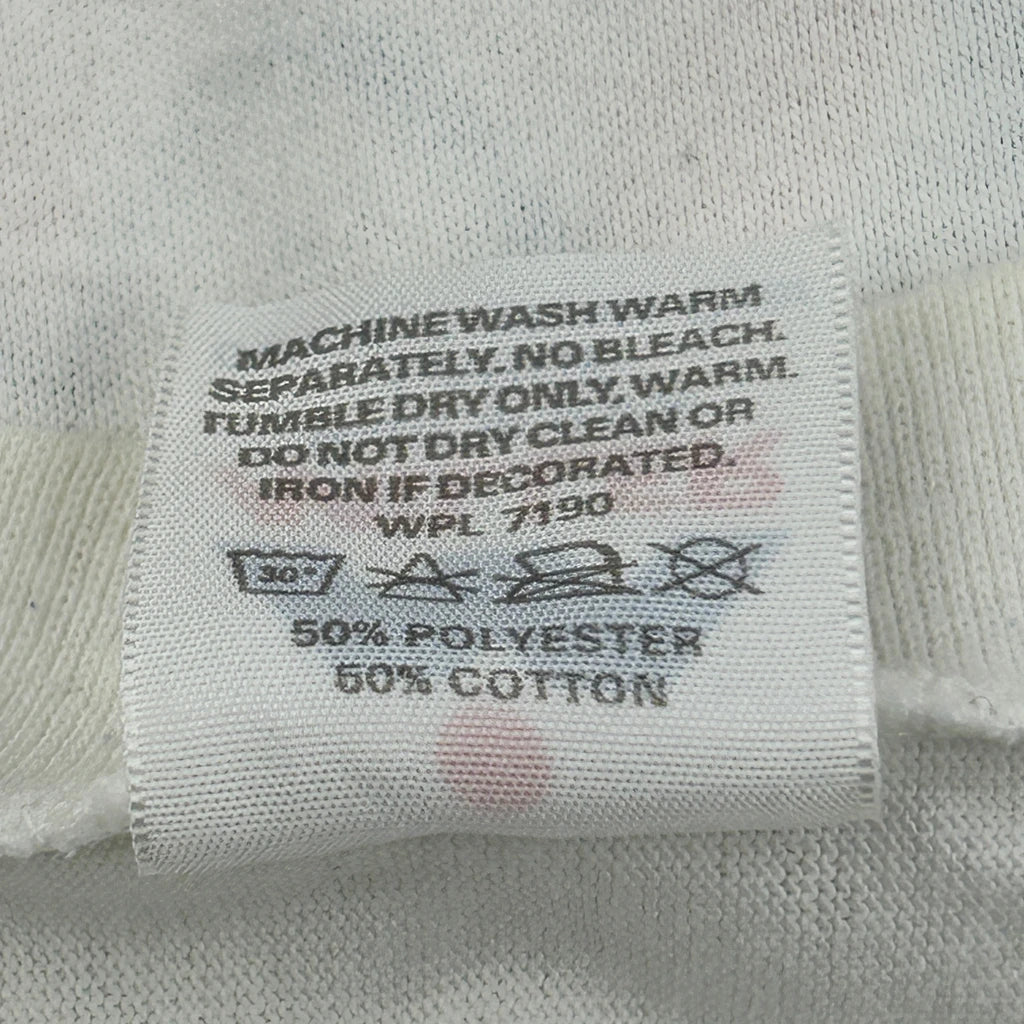 MACHINE WASH WARM
SEPARATELY. NO BLEACH.
TUMBLE DRY ONLY. WARM.
DO NOT DRY CLEAN OR
IRON IF DECORATED.
WPL 7190
30°
50% POLYESTER
50% COTTON